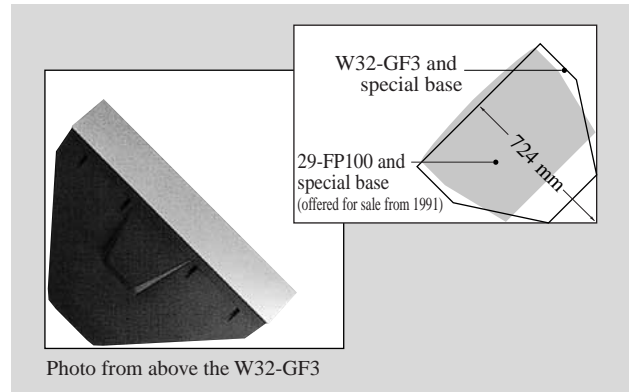 W32-GF3 and
special base
724 mm
29-FP100 and
special base
(offered for sale from 1991)
Photo from above the W32-GF3